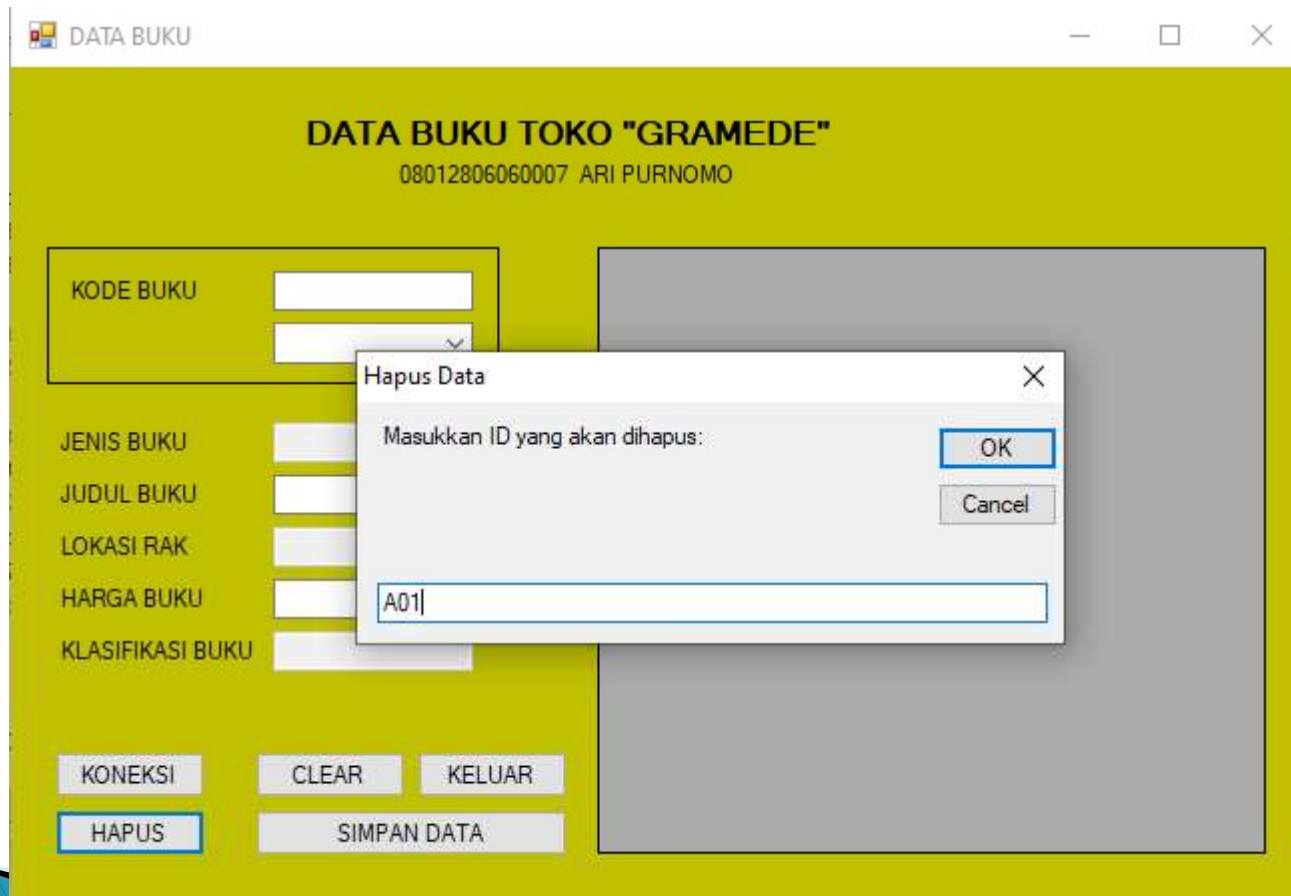 DATA BUKU
DATA BUKU TOKO "GRAMEDE"
08012806060007 ARI PURNOMO
KODE BUKU
Hapus Data
Masukkan ID yang akan dihapus:
OK
Cancel
A01
JENIS BUKU
JUDUL BUKU
LOKASI RAK
HARGA BUKU
KLASIFIKASI BUKU
KONEKSI CLEAR KELUAR
HAPUS SIMPAN DATA